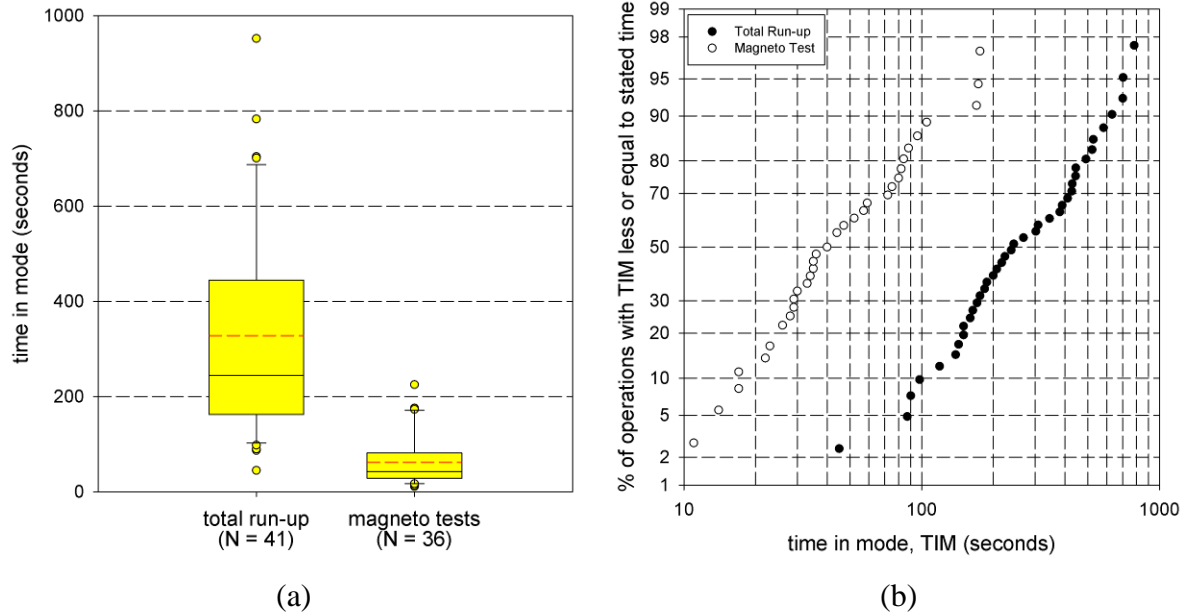 time in mode (seconds)
1000
800
600
400
200
0
total run-up
(N = 41)
magneto tests
(N = 36)
(a)
% of operations with TIM less or equal to stated time
99
98
95
90
80
70
50
30
20
10
5
2
1
Total Run-up
Magneto Test
10
100
1000
time in mode, TIM (seconds)
(b)